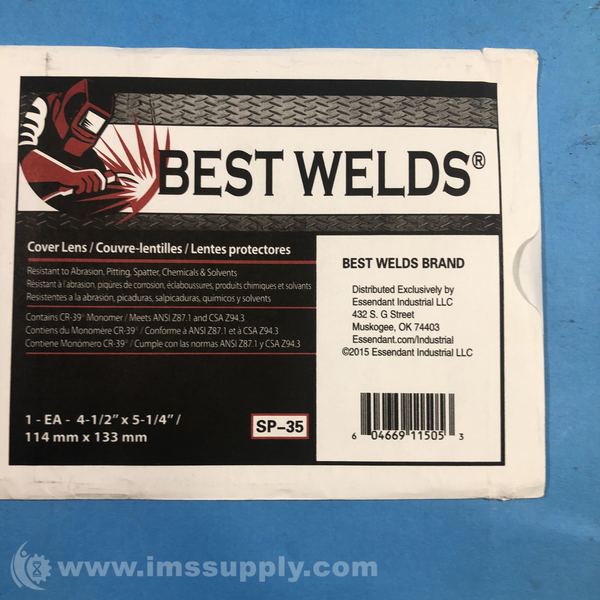 BEST WELDS®
Cover Lens / Couvre-lentilles / Lentes protectores
Resistant to Abrasion, Pitting, Spatter, Chemicals & Solvents
Résistant à l'abrasion, piqûres de corrosion, éclaboussures, produits chimiques et solvants
Resistentes a la abrasión, picaduras, salpicaduras, quimicos y solvents
Contains CR-39® Monomer / Meets ANSI Z87.1 and CSA Z94.3
Contiens du Monomère CR-39® / Conforme à ANSI Z87.1 et à CSA Z94.3
Contiene Monómero CR-39® / Cumple con las normas ANSI Z87.1 y CSA Z94.3
1 - EA - 4-1/2" x 5-1/4" /
114 mm x 133 mm
SP-35
BEST WELDS BRAND
Distributed Exclusively by
Essendant Industrial LLC
432 S. G Street
Muskogee, OK 74403
Essendant.com/Industrial
©2015 Essendant Industrial LLC
6 04669 11505 3
www.imssupply.com